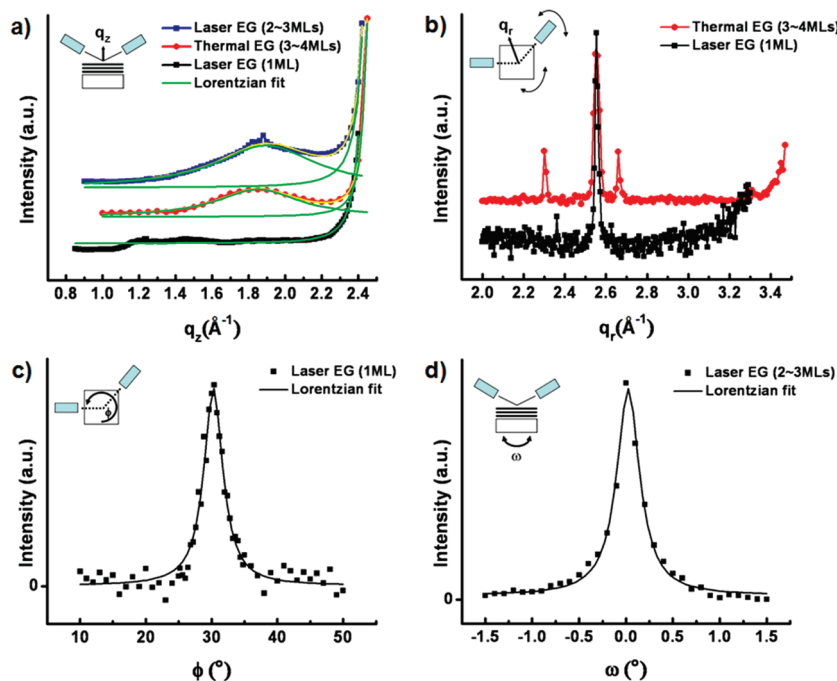 a)
q_z
Laser EG (2~3MLs)
Thermal EG (3~4MLs)
Laser EG (1ML)
Lorentzian fit
Intensity (a.u.)
0.8 1.0 1.2 1.4 1.6 1.8 2.0 2.2 2.4
q_z(Å⁻¹)
b)
q_r
Thermal EG (3~4MLs)
Laser EG (1ML)
Intensity (a.u.)
2.0 2.2 2.4 2.6 2.8 3.0 3.2 3.4
q_r(Å⁻¹)
c)
ϕ
Laser EG (1ML)
Lorentzian fit
Intensity (a.u.)
0
10 20 30 40 50
ϕ (°)
d)
ω
Laser EG (2~3MLs)
Lorentzian fit
Intensity (a.u.)
0
-1.5 -1.0 -0.5 0.0 0.5 1.0 1.5
ω (°)